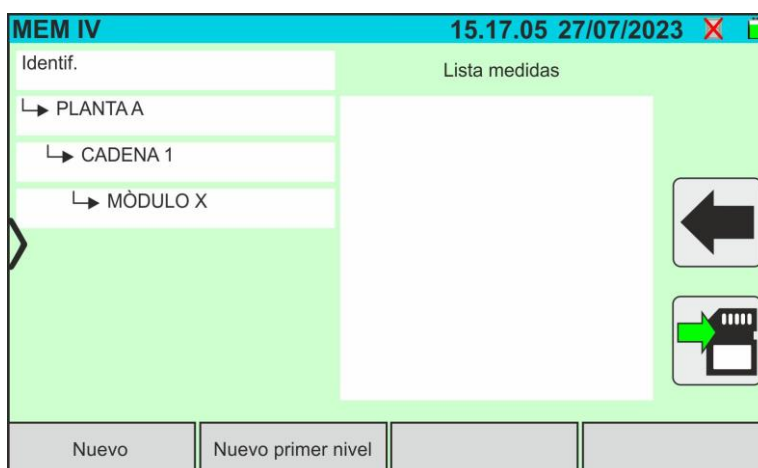 MEM IV 15.17.05 27/07/2023
Identif.
Lista medidas
PLANTA A
CADENA 1
MÒDULO X
Nuevo
Nuevo primer nivel